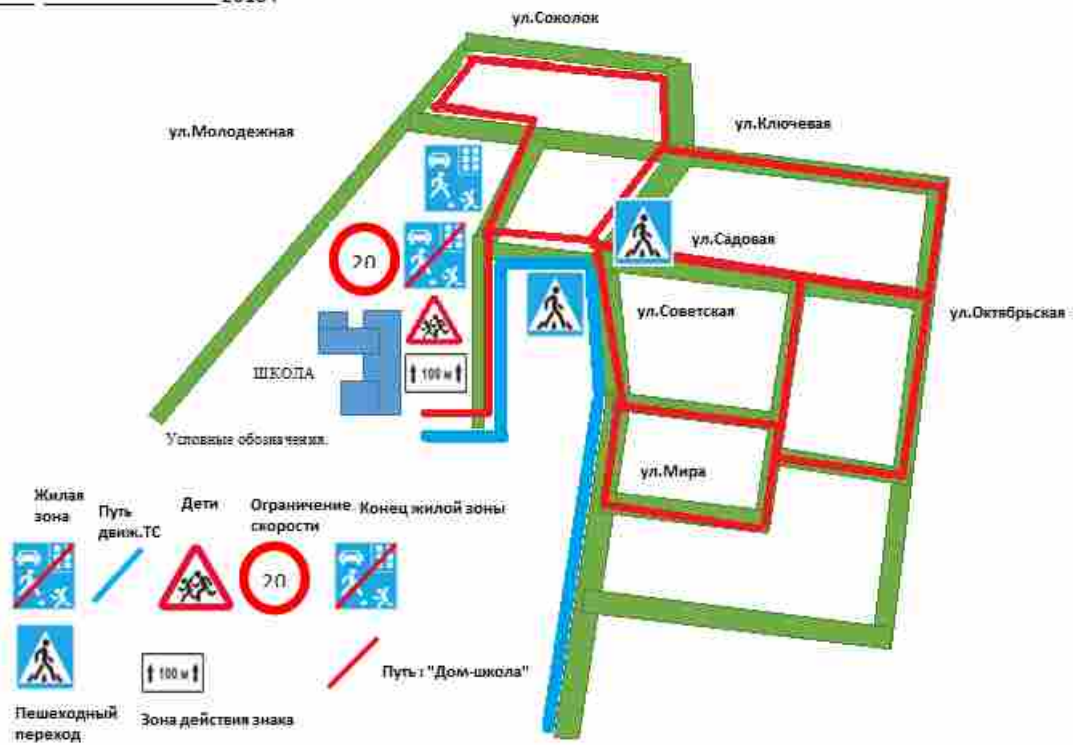 ул.Соколок
ул.Молодежная
ул.Ключевая
ул.Садовая
20
ул.Советская
ул.Октябрьская
ШКОЛА
100 м
Условные обозначения.
ул.Мира
Жилая
зона
Путь
движ.ТС
Дети
Ограничение
скорости
Конец жилой зоны
20
100 м
Путь: "Дом-школа"
Пешеходный
переход
Зона действия знака